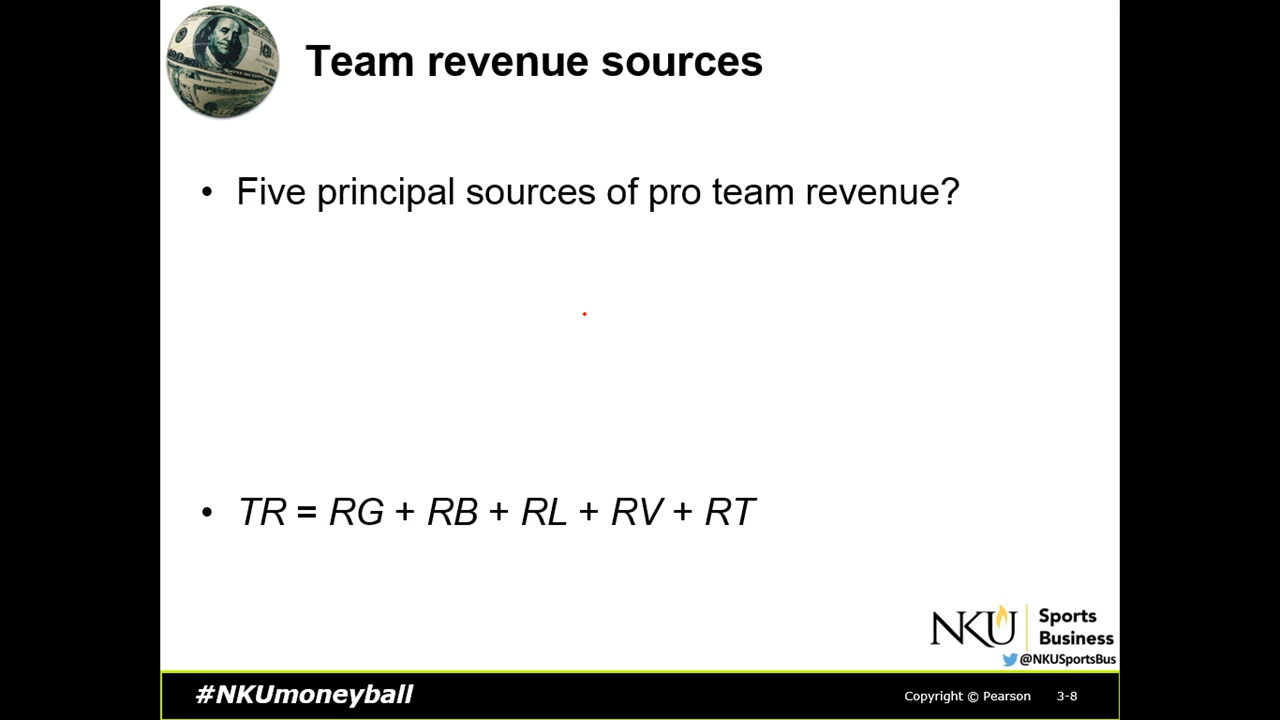 Team revenue sources
• Five principal sources of pro team revenue?
• TR = RG + RB + RL + RV + RT
NKU Sports
Business
@NKUSportsBus
#NKUmoneyball
Copyright © Pearson 3-8